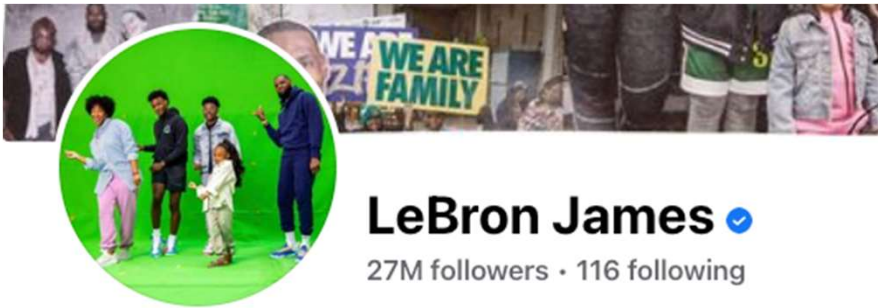 WE ARE
WE ARE
FAMILY
LeBron James
27M followers · 116 following